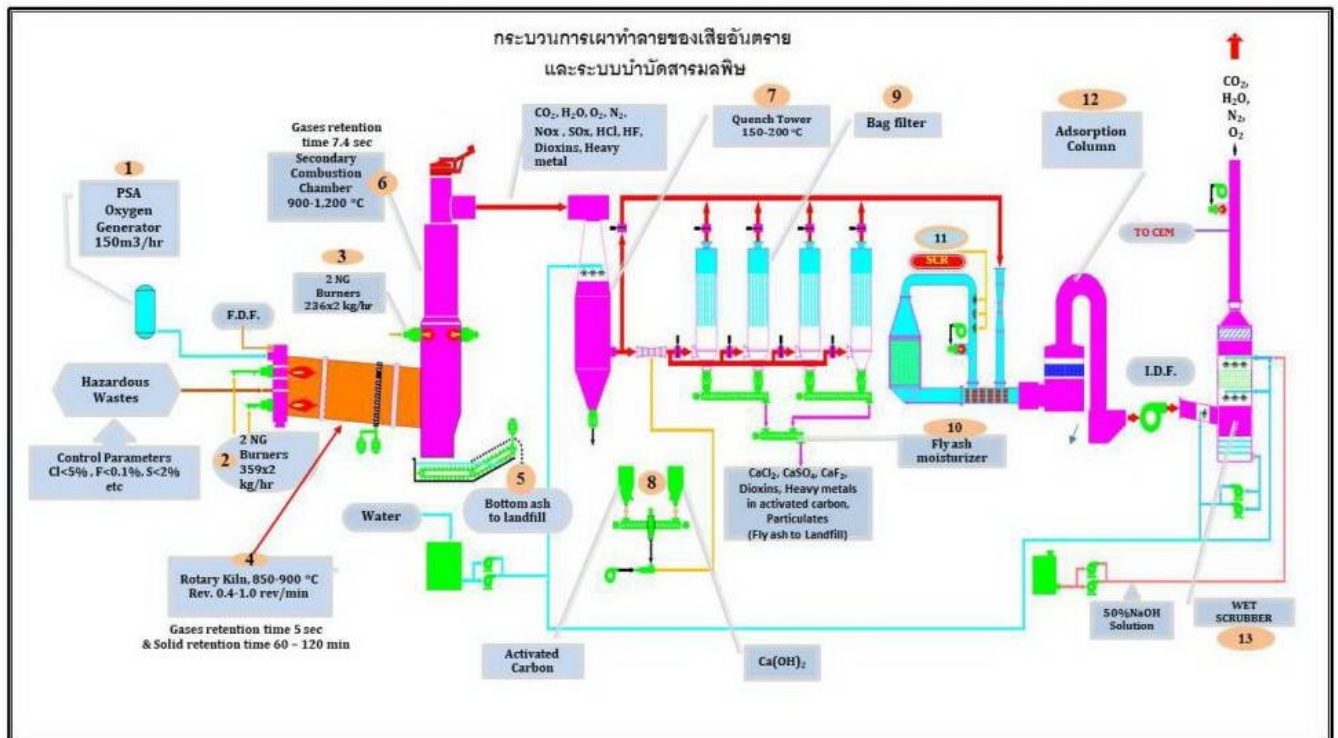 กระบวนการเผาทำลายของเสียอันตราย
และระบบบำบัดสารมลพิษ
1
PSA
Oxygen
Generator
150m3/hr
Gases retention
time 7.4 sec
Secondary
Combustion
Chamber
900-1,200 °C
6
3
2 NG
Burners
236x2 kg/hr
CO₂, H₂O, O₂, N₂,
NOx , SOx, HCl, HF,
Dioxins, Heavy
metal
7
Quench Tower
150-200 °C
9
Bag filter
12
Adsorption
Column
CO₂,
H₂O,
N₂,
O₂
TO CEM
11
SCR
F.D.F.
Hazardous
Wastes
Control Parameters
Cl<5% , F<0.1%, S<2%
etc
2
2 NG
Burners
359x2
kg/hr
4
Rotary Kiln, 850-900 °C
Rev. 0.4-1.0 rev/min
Gases retention time 5 sec
& Solid retention time 60 – 120 min
5
Bottom ash
to landfill
Water
8
Activated
Carbon
Ca(OH)₂
10
Fly ash
moisturizer
CaCl₂, CaSO₄, CaF₂,
Dioxins, Heavy metals
in activated carbon,
Particulates
(Fly ash to Landfill)
I.D.F.
50%NaOH
Solution
WET
SCRUBBER
13